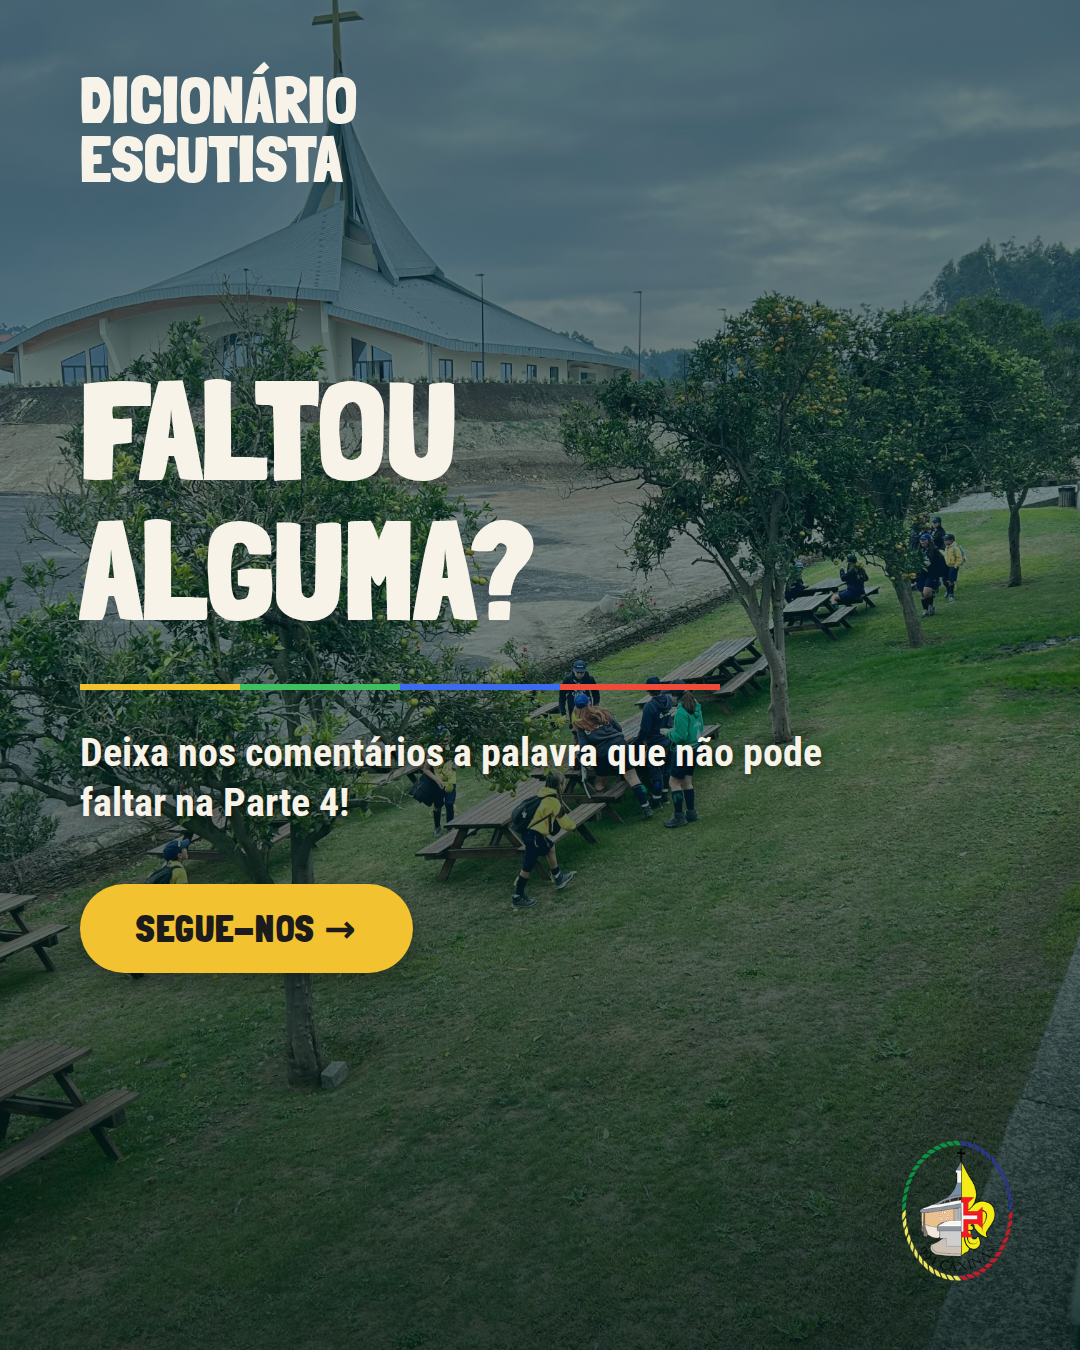 DICIONÁRIO
ESCUTISTA
FALTOU
ALGUMA?
Deixa nos comentários a palavra que não pode
faltar na Parte 4!
SEGUE-NOS →